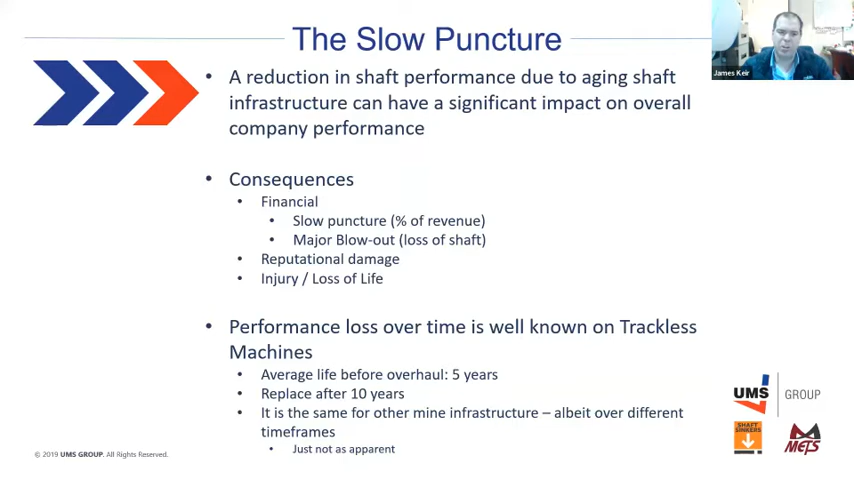 The Slow Puncture
James Keir
A reduction in shaft performance due to aging shaft
infrastructure can have a significant impact on overall
company performance
Consequences
Financial
Slow puncture (% of revenue)
Major Blow-out (loss of shaft)
Reputational damage
Injury / Loss of Life
Performance loss over time is well known on Trackless
Machines
Average life before overhaul: 5 years
Replace after 10 years
It is the same for other mine infrastructure – albeit over different
timeframes
Just not as apparent
UMS GROUP
SHAFT
SINKERS
METS
© 2019 UMS GROUP. All Rights Reserved.